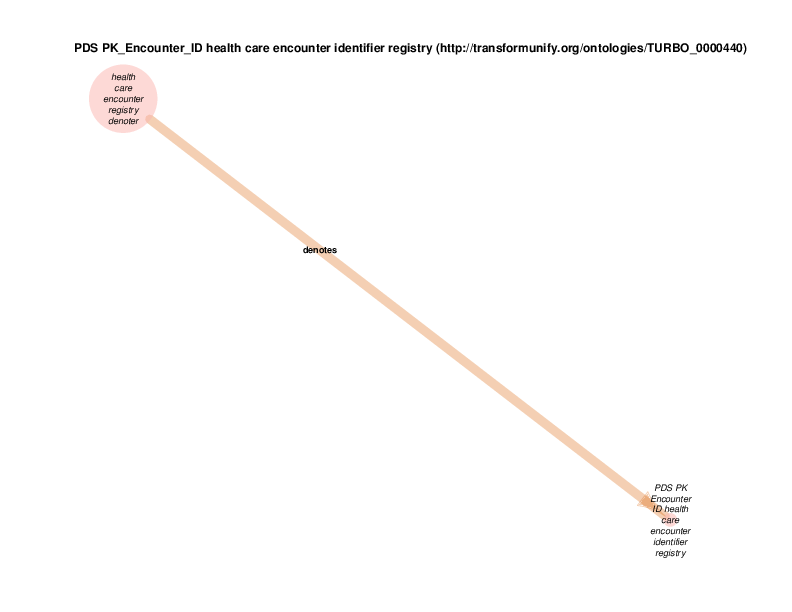 PDS PK_Encounter_ID health care encounter identifier registry (http://transformunify.org/ontologies/TURBO_0000440)
health
care
encounter
registry
denoter
denotes
PDS PK
Encounter
ID health
care
encounter
identifier
registry